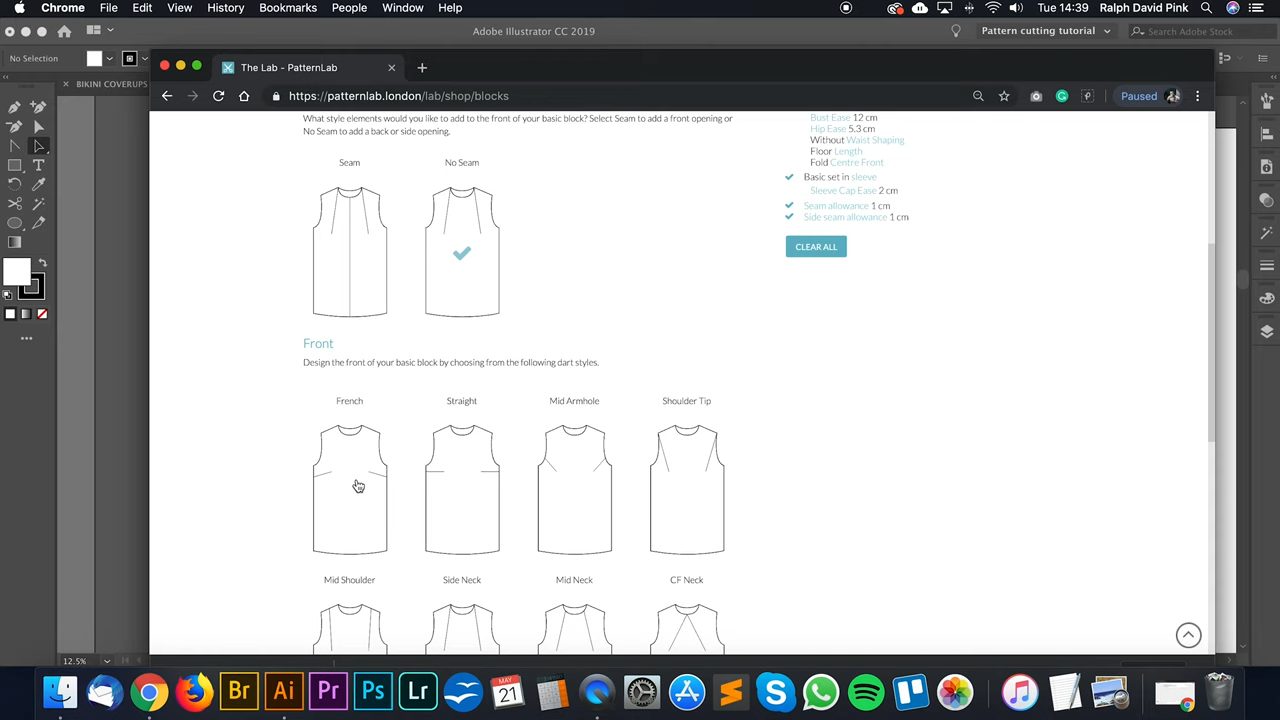 Chrome File Edit View History Bookmarks People Window Help Tue 14:39 Ralph David Pink
Adobe Illustrator CC 2019 Pattern cutting tutorial Search Adobe Stock
No Selection
The Lab - PatternLab
BIKINI COVERUPS
https://patternlab.london/lab/shop/blocks Paused
What style elements would you like to add to the front of your basic block? Select Seam to add a front opening or
No Seam to add a back or side opening.
Seam No Seam
Front
Design the front of your basic block by choosing from the following dart styles.
French Straight Mid Armhole Shoulder Tip
Mid Shoulder Side Neck Mid Neck CF Neck
Bust Ease 12 cm
Hip Ease 5.3 cm
Without Waist Shaping
Floor Length
Fold Centre Front
Basic set in sleeve
Sleeve Cap Ease 2 cm
Seam allowance 1 cm
Side seam allowance 1 cm
CLEAR ALL
12.5%
Br Ai Pr Ps Lr
MAY
21